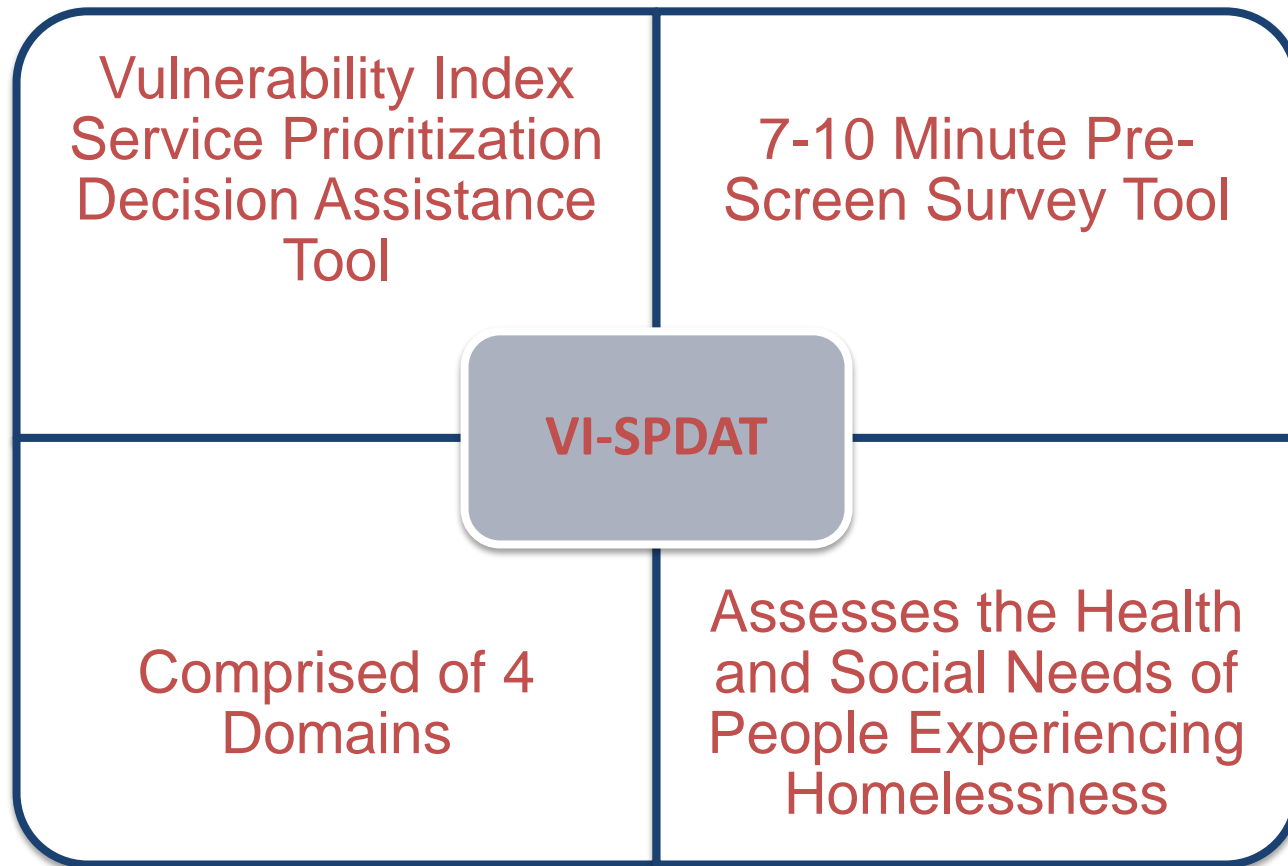 Vulnerability Index
Service Prioritization
Decision Assistance
Tool
7-10 Minute Pre-
Screen Survey Tool
VI-SPDAT
Comprised of 4
Domains
Assesses the Health
and Social Needs of
People Experiencing
Homelessness